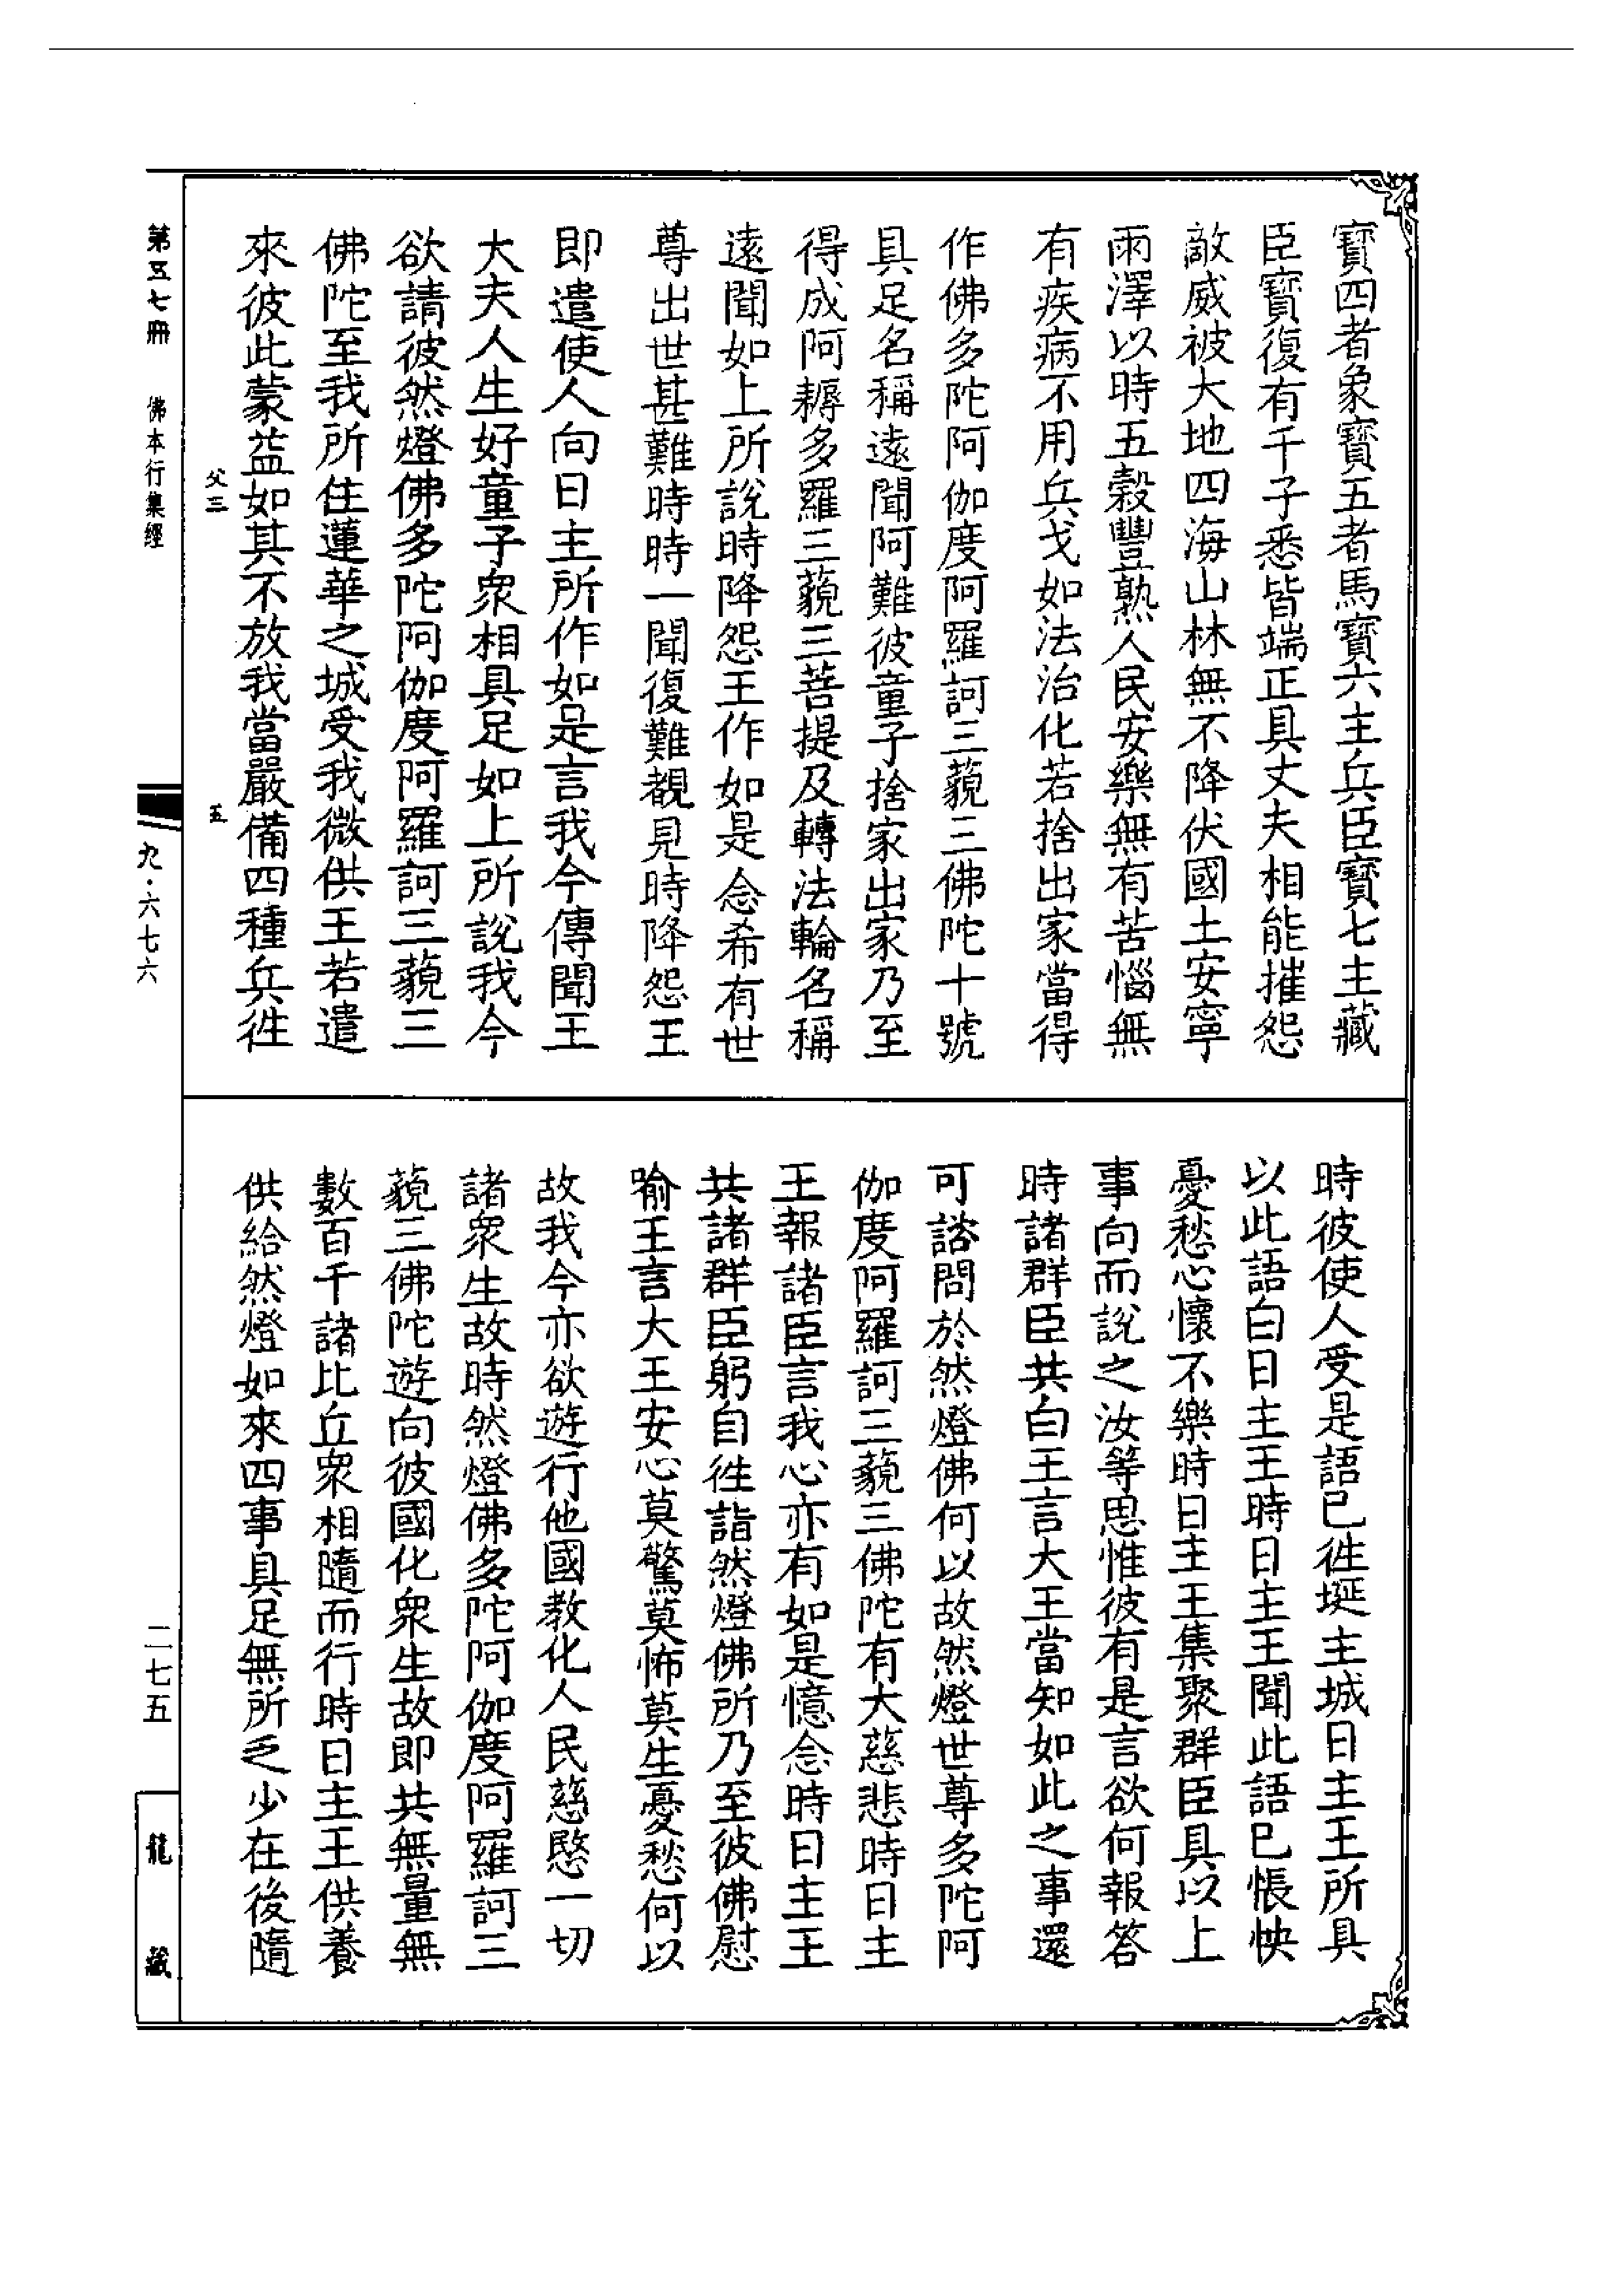 寶四者象寶五者馬寶六主兵臣寶七主藏
臣寶復有千子悉皆端正具丈夫相能摧怨
敵威被大地四海山林無不降伏國土安寧
雨澤以時五穀豐熟人民安樂無有苦惱無
有疾病不用兵戈如法治化若捨出家當得
作佛多陀阿伽度阿羅訶三藐三佛陀十號
具足名稱遠聞阿難彼童子捨家出家乃至
得成阿耨多羅三藐三菩提及轉法輪名稱
遠聞如上所說時降怨王作如是念希有世
尊出世甚難時時一聞復難覩見時降怨王
即遣使人向日主所作如是言我今傳聞王
大夫人生好童子衆相具足如上所說我今
欲請彼然燈佛多陀阿伽度阿羅訶三藐三
佛陀至我所住蓮華之城受我微供王若遣
來彼此蒙益如其不放我當嚴備四種兵徃
父三 五
時彼使人受是語已徃埏主城日主王所具
以此語白日主王時日主王聞此語已悵怏
憂愁心懷不樂時日主王集聚群臣具以上
事向而說之汝等思惟彼有是言欲何報答
時諸群臣共白王言大王當知如此之事還
可諮問於然燈佛何以故然燈世尊多陀阿
伽度阿羅訶三藐三佛陀有大慈悲時日主
王報諸臣言我心亦有如是憶念時日主王
共諸群臣躬自徃詣然燈佛所乃至彼佛慰
喻王言大王安心莫驚莫怖莫生憂愁何以
故我今亦欲遊行他國教化人民慈愍一切
諸衆生故時然燈佛多陀阿伽度阿羅訶三
藐三佛陀遊向彼國化衆生故即共無量無
數百千諸比丘衆相隨而行時日主王供養
供給然燈如來四事具足無所乏少在後隨
第五七冊 佛本行集經
九·六七六
二七五
龍藏